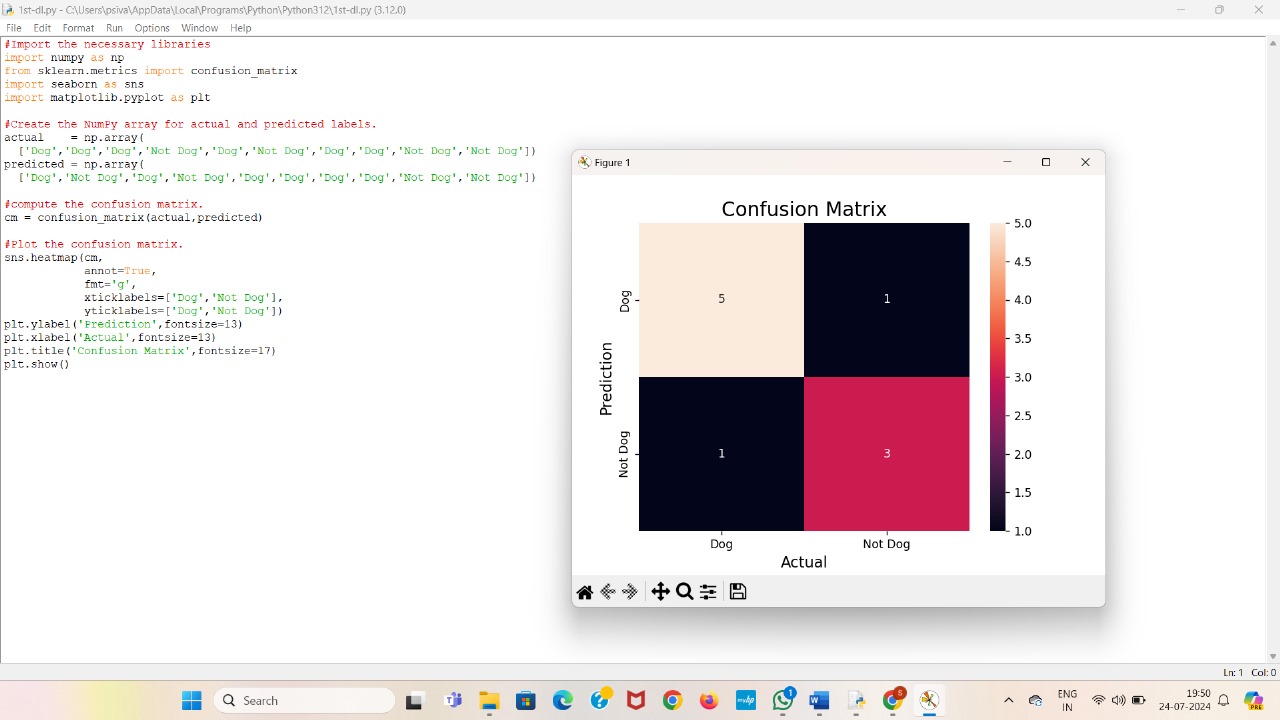 1st-dl.py - C:\Users\psiva\AppData\Local\Programs\Python\Python312\1st-dl.py (3.12.0)
File Edit Format Run Options Window Help
#Import the necessary libraries
import numpy as np
from sklearn.metrics import confusion_matrix
import seaborn as sns
import matplotlib.pyplot as plt
#Create the NumPy array for actual and predicted labels.
actual    = np.array(
  ['Dog','Dog','Dog','Not Dog','Dog','Not Dog','Dog','Dog','Not Dog','Not Dog'])
predicted = np.array(
  ['Dog','Not Dog','Dog','Not Dog','Dog','Dog','Dog','Dog','Not Dog','Not Dog'])
#compute the confusion matrix.
cm = confusion_matrix(actual,predicted)
#Plot the confusion matrix.
sns.heatmap(cm,
            annot=True,
            fmt='g',
            xticklabels=['Dog','Not Dog'],
            yticklabels=['Dog','Not Dog'])
plt.ylabel('Prediction',fontsize=13)
plt.xlabel('Actual',fontsize=13)
plt.title('Confusion Matrix',fontsize=17)
plt.show()
Figure 1
Confusion Matrix
Prediction
Dog
Not Dog
5 1
1 3
Dog Not Dog
Actual
5.0
4.5
4.0
3.5
3.0
2.5
2.0
1.5
1.0
Ln: 1 Col: 0
Search
myhp
1
W
5
ENG
IN
19:50
24-07-2024
PRE